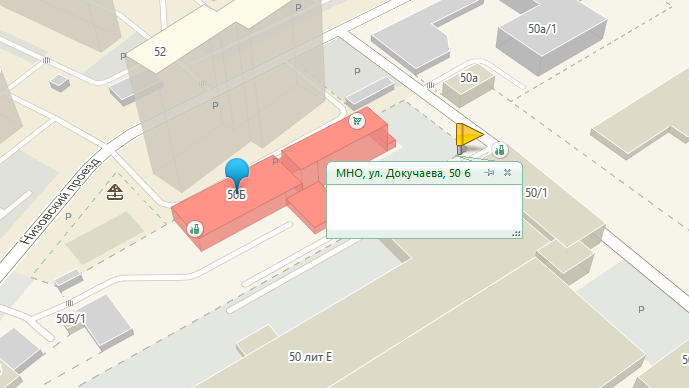 50а/1
52
P
P
50а
P
P
P
МНО, ул. Докучаева, 50 б
50Б
50/1
Низовский проезд
P
P
50Б/1
50 лит Е